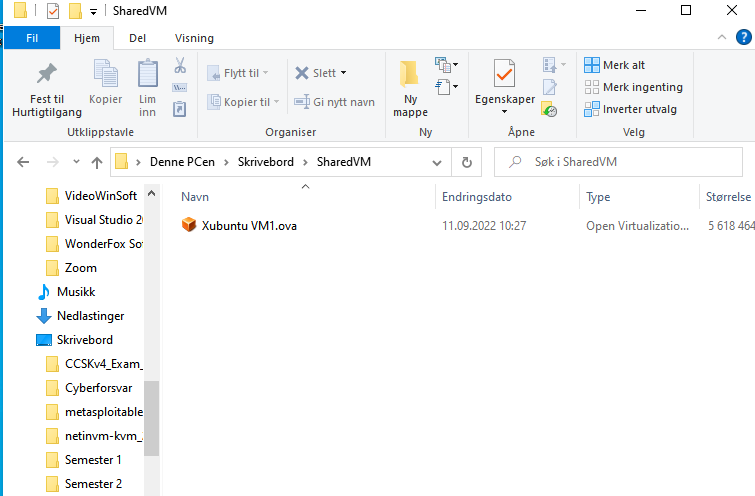 SharedVM
Fil
Hjem
Del
Visning
Fest til
Hurtigtilgang
Kopier
Lim
inn
Utklippstavle
Flytt til
Kopier til
Slett
Gi nytt navn
Organiser
Ny
mappe
Ny
Egenskaper
Åpne
Merk alt
Merk ingenting
Inverter utvalg
Velg
Denne PCen
Skrivebord
SharedVM
Søk i SharedVM
VideoWinSoft
Visual Studio 20
WonderFox Sof
Zoom
Musikk
Nedlastinger
Skrivebord
CCSKv4_Exam_
Cyberforsvar
metasploitable
netinvm-kvm_
Semester 1
Semester 2
Navn
Endringsdato
Type
Størrelse
Xubuntu VM1.ova
11.09.2022 10:27
Open Virtualizatio...
5 618 464